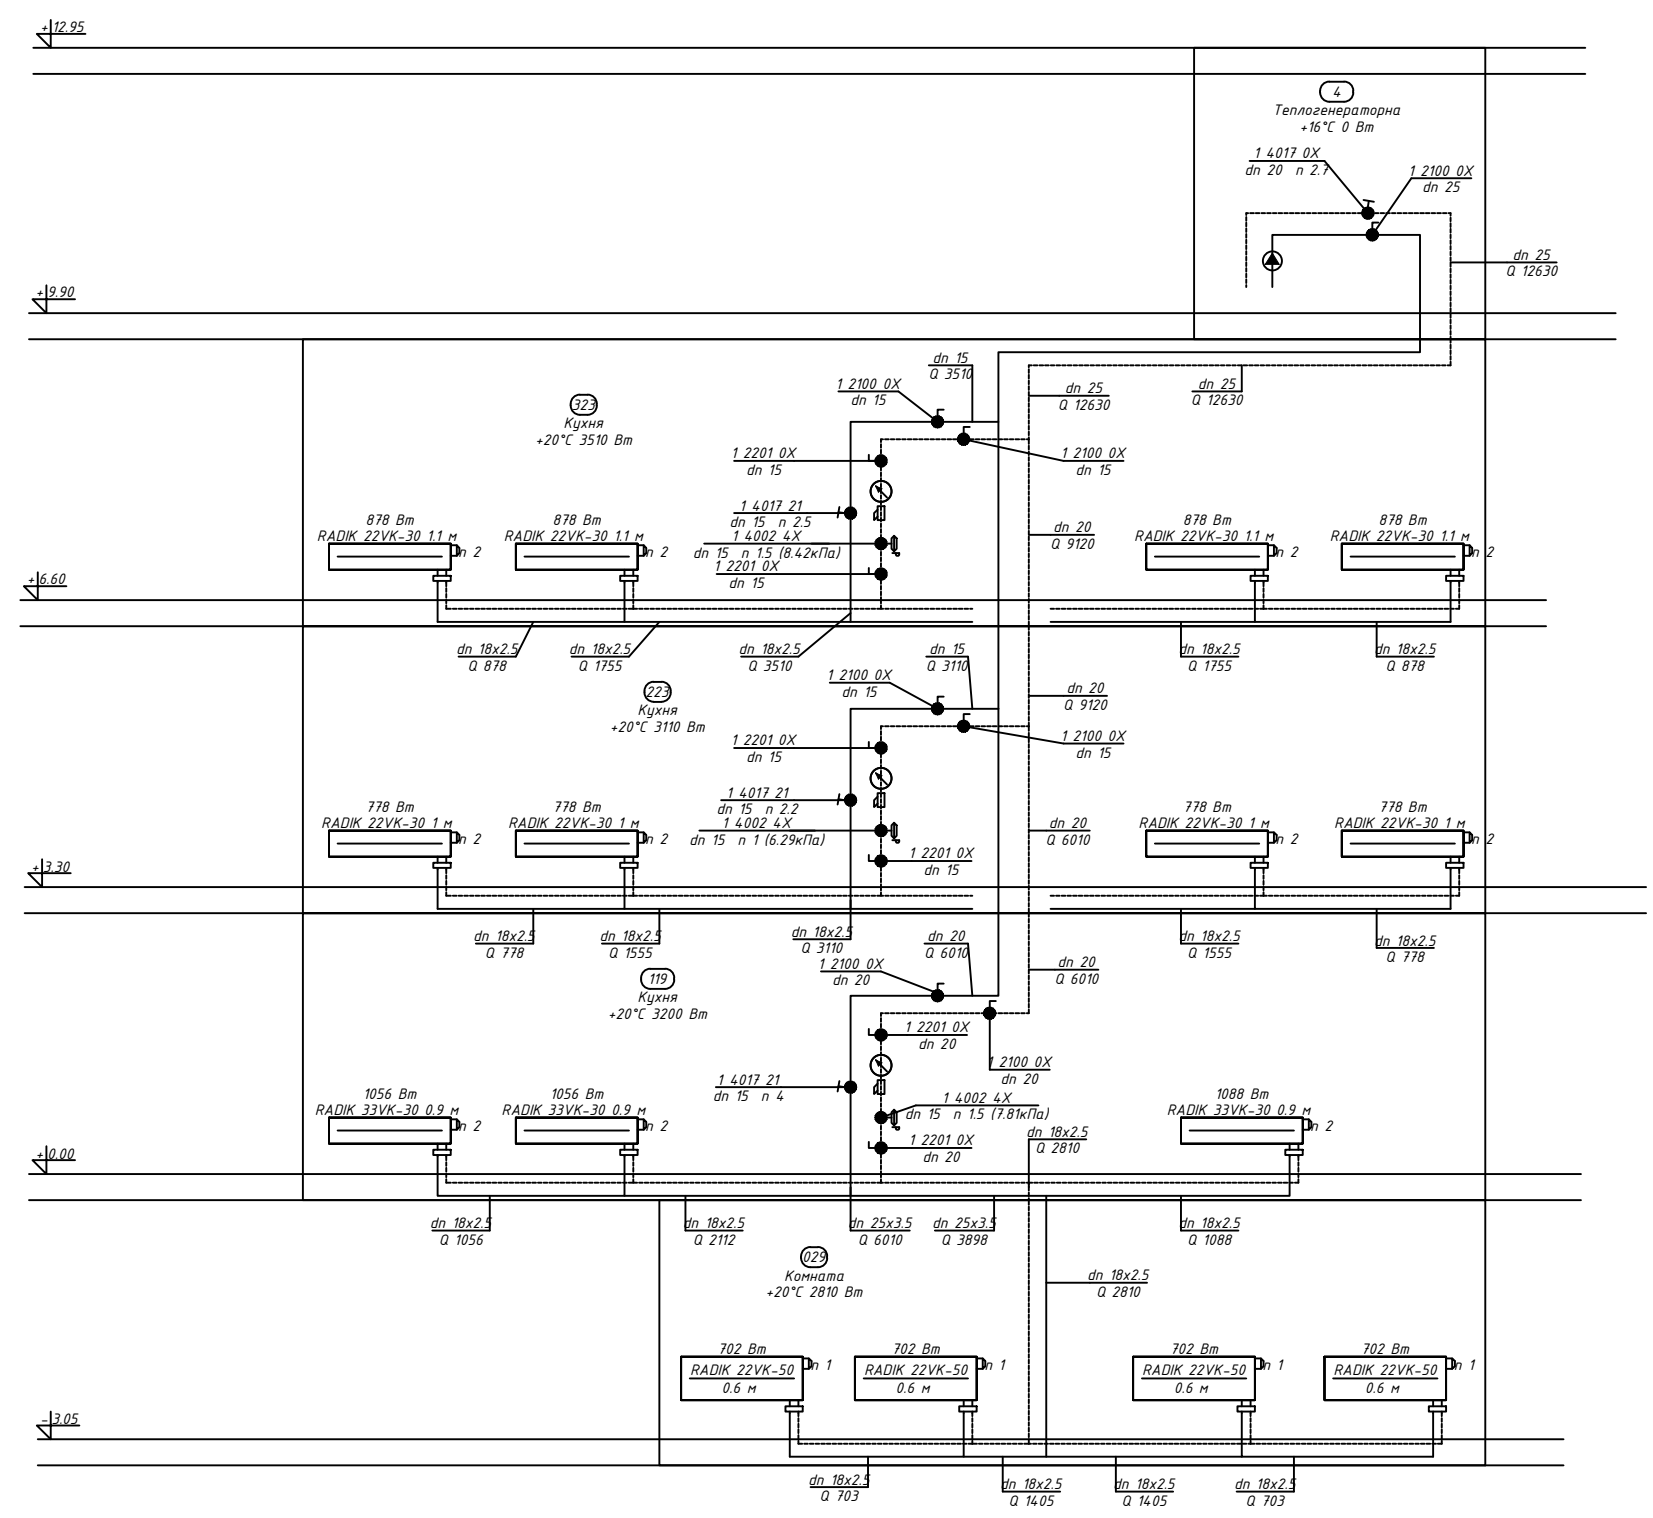 +12.95
4
Теплогенераторна
+16°C 0 Вт
1 4017 0X
dn 20 n 2.7
1 2100 0X
dn 25
dn 25
Q 12630
+9.90
dn 15
Q 3510
1 2100 0X
dn 15
dn 25
Q 12630
dn 25
Q 12630
323
Кухня
+20°C 3510 Вт
1 2201 0X
dn 15
1 2100 0X
dn 15
1 4017 21
dn 15 n 2.5
1 4002 4X
dn 15 n 1.5 (8.42кПа)
1 2201 0X
dn 15
dn 20
Q 9120
878 Вт
RADIK 22VK-30 1.1 м
n 2
878 Вт
RADIK 22VK-30 1.1 м
n 2
878 Вт
RADIK 22VK-30 1.1 м
n 2
878 Вт
RADIK 22VK-30 1.1 м
n 2
+6.60
dn 18x2.5
Q 878
dn 18x2.5
Q 1755
dn 18x2.5
Q 3510
dn 15
Q 3110
dn 18x2.5
Q 1755
dn 18x2.5
Q 878
1 2100 0X
dn 15
dn 20
Q 9120
223
Кухня
+20°C 3110 Вт
1 2201 0X
dn 15
1 2100 0X
dn 15
1 4017 21
dn 15 n 2.2
1 4002 4X
dn 15 n 1 (6.29кПа)
1 2201 0X
dn 15
dn 20
Q 6010
778 Вт
RADIK 22VK-30 1 м
n 2
778 Вт
RADIK 22VK-30 1 м
n 2
778 Вт
RADIK 22VK-30 1 м
n 2
778 Вт
RADIK 22VK-30 1 м
n 2
+3.30
dn 18x2.5
Q 778
dn 18x2.5
Q 1555
dn 18x2.5
Q 3110
dn 20
Q 6010
dn 18x2.5
Q 1555
dn 18x2.5
Q 778
1 2100 0X
dn 20
dn 20
Q 6010
119
Кухня
+20°C 3200 Вт
1 2201 0X
dn 20
1 2100 0X
dn 20
1 4017 21
dn 15 n 4
1 4002 4X
dn 15 n 1.5 (7.81кПа)
1 2201 0X
dn 20
dn 18x2.5
Q 2810
1056 Вт
RADIK 33VK-30 0.9 м
n 2
1056 Вт
RADIK 33VK-30 0.9 м
n 2
1088 Вт
RADIK 33VK-30 0.9 м
n 2
+0.00
dn 18x2.5
Q 1056
dn 18x2.5
Q 2112
dn 25x3.5
Q 6010
dn 25x3.5
Q 3898
dn 18x2.5
Q 1088
029
Комната
+20°C 2810 Вт
dn 18x2.5
Q 2810
702 Вт
RADIK 22VK-50
0.6 м
n 1
702 Вт
RADIK 22VK-50
0.6 м
n 1
702 Вт
RADIK 22VK-50
0.6 м
n 1
702 Вт
RADIK 22VK-50
0.6 м
n 1
-3.05
dn 18x2.5
Q 703
dn 18x2.5
Q 1405
dn 18x2.5
Q 1405
dn 18x2.5
Q 703